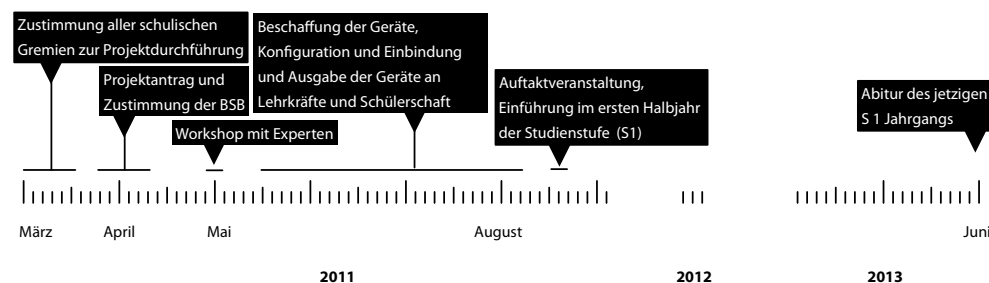 Zustimmung aller schulischen
Gremien zur Projektdurchführung
Projektantrag und
Zustimmung der BSB
Workshop mit Experten
Beschaffung der Geräte,
Konfiguration und Einbindung
und Ausgabe der Geräte an
Lehrkräfte und Schülerschaft
Auftaktveranstaltung,
Einführung im ersten Halbjahr
der Studienstufe (S1)
Abitur des jetzigen
S 1 Jahrgangs
März
April
Mai
August
Juni
2011
2012
2013